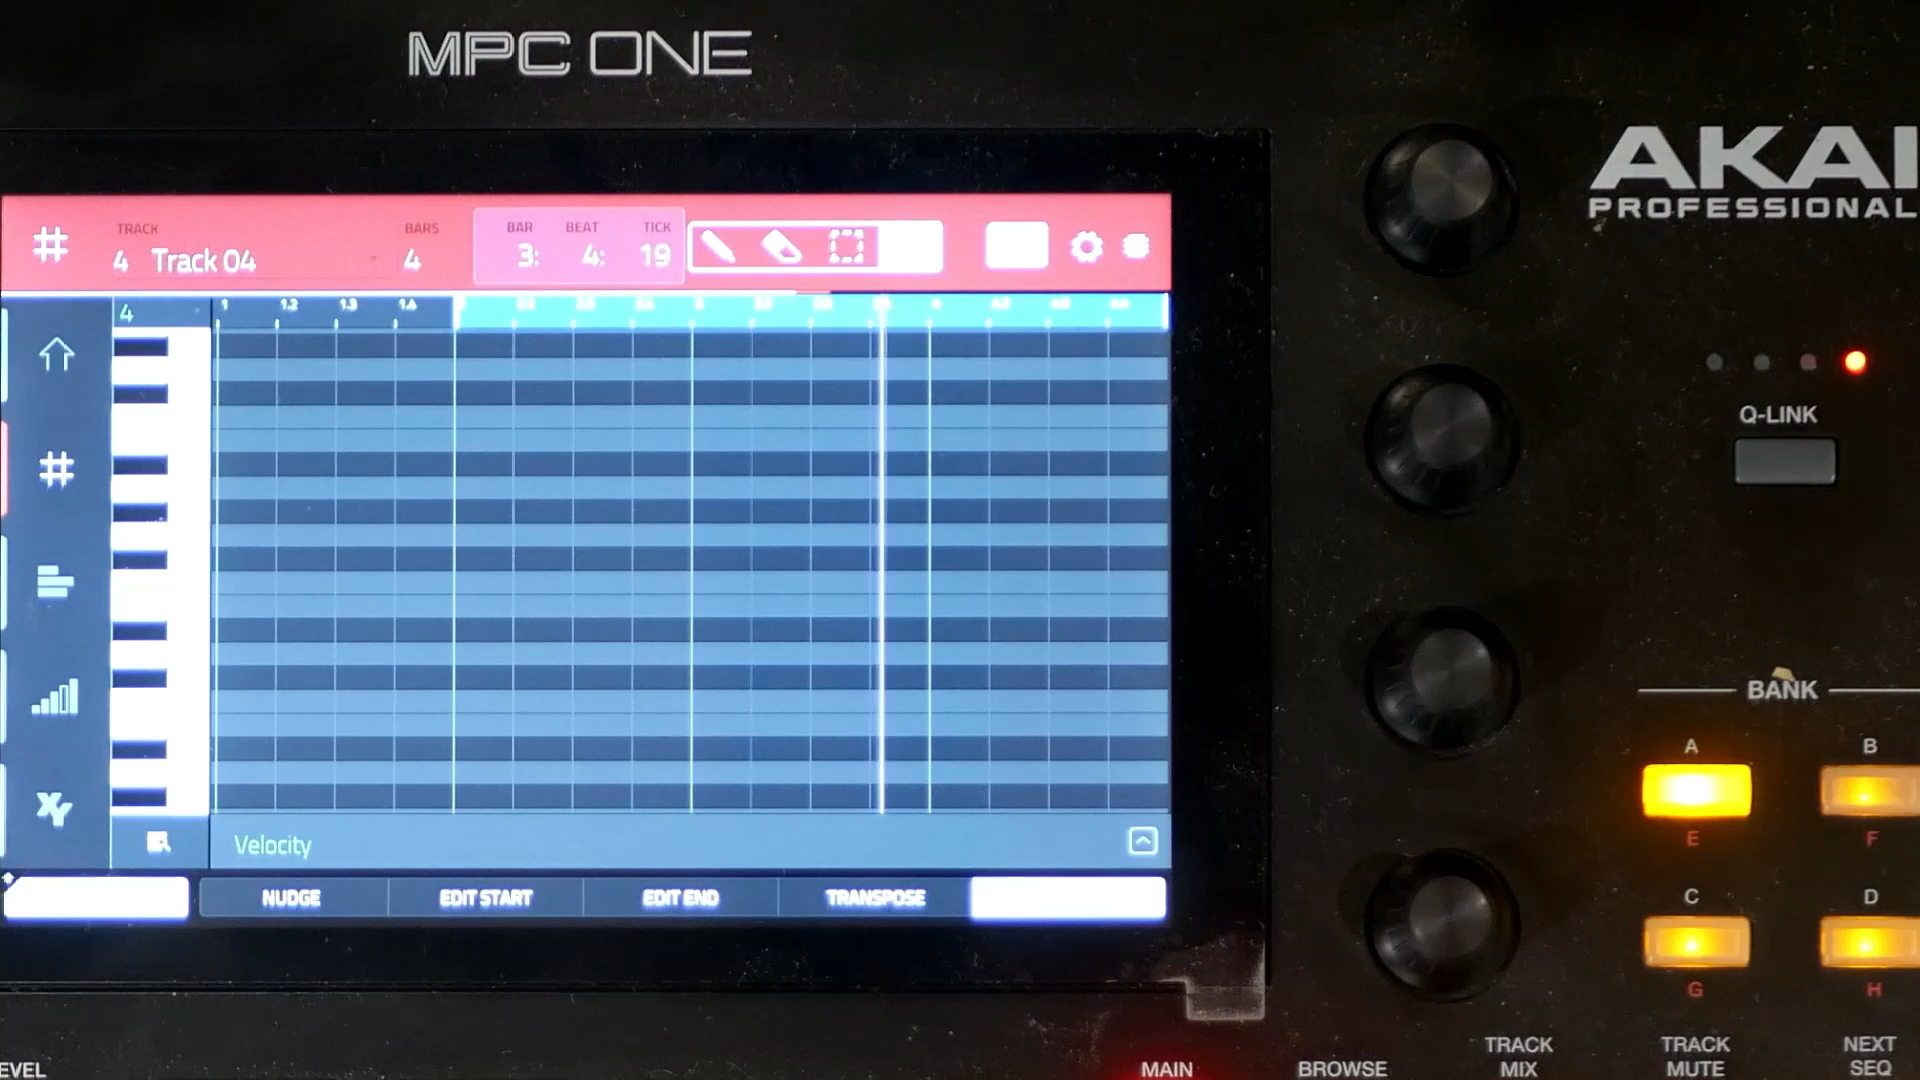 MPC ONE
AKAI
PROFESSIONAL
TRACK
4 Track 04
BARS
4
BAR BEAT TICK
3: 4: 19
4
1 1.2 1.3 1.4
4
Velocity
NUDGE EDIT START EDIT END TRANSPOSE
Q-LINK
BANK
A B
E F
C D
G H
EVEL
MAIN
BROWSE
TRACK MIX
TRACK MUTE
NEXT SEQ
XY